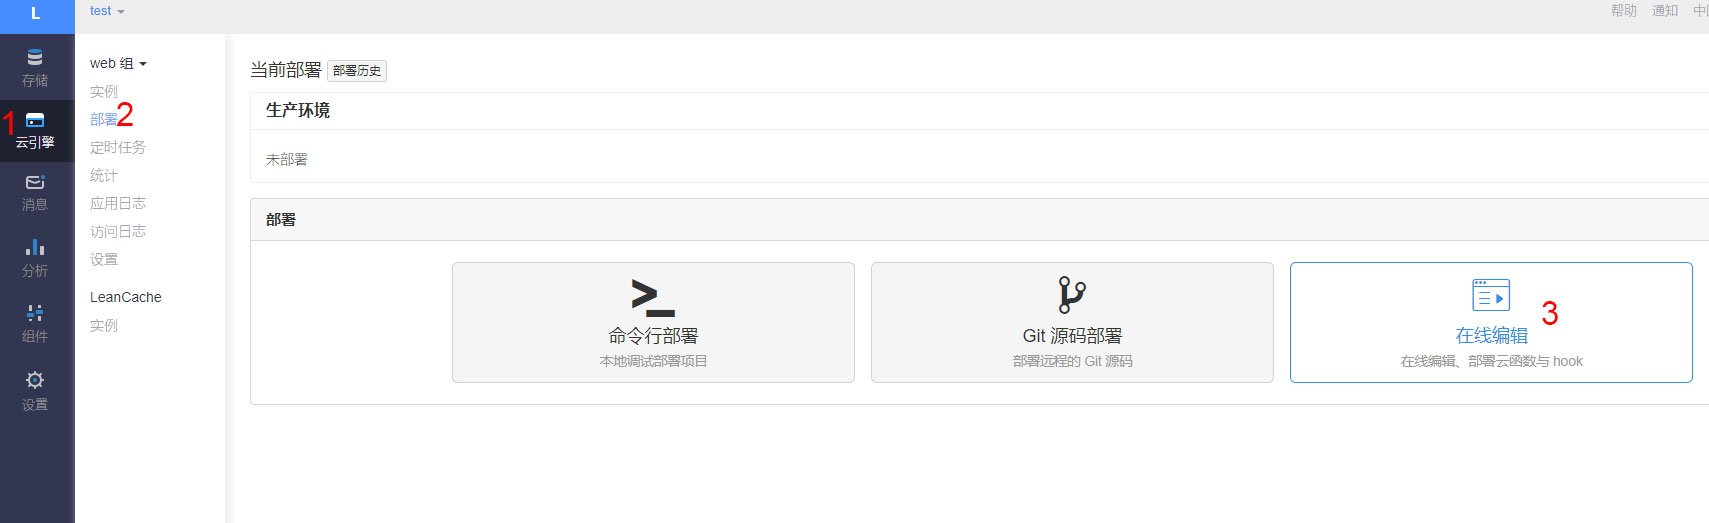 L
test
帮助 通知
存储
1
云引擎
消息
分析
组件
设置
web 组
实例
部署
2
定时任务
统计
应用日志
访问日志
设置
LeanCache
实例
当前部署 部署历史
生产环境
未部署
部署
命令行部署
本地调试部署项目
Git 源码部署
部署远程的 Git 源码
在线编辑
3
在线编辑、部署云函数与 hook